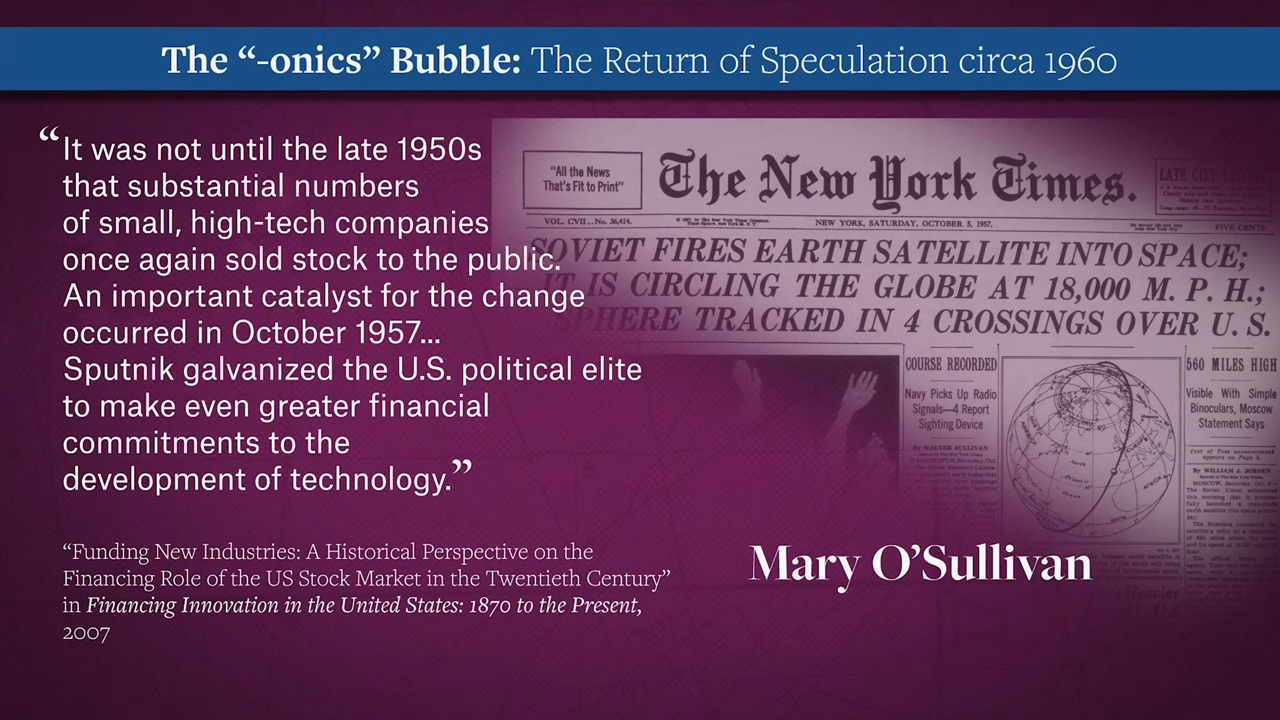 The “-onics” Bubble: The Return of Speculation circa 1960
“It was not until the late 1950s
that substantial numbers
of small, high-tech companies
once again sold stock to the public.
An important catalyst for the change
occurred in October 1957...
Sputnik galvanized the U.S. political elite
to make even greater financial
commitments to the
development of technology.”
“Funding New Industries: A Historical Perspective on the
Financing Role of the US Stock Market in the Twentieth Century”
in Financing Innovation in the United States: 1870 to the Present,
2007
Mary O’Sullivan
"All the News
That's Fit to Print"
The New York Times.
LATE CITY
VOL. CVII.. No. 36,414.
NEW YORK, SATURDAY, OCTOBER 5, 1957.
FIVE CENTS
SOVIET FIRES EARTH SATELLITE INTO SPACE;
IT IS CIRCLING THE GLOBE AT 18,000 M. P. H.;
SPHERE TRACKED IN 4 CROSSINGS OVER U. S.
COURSE RECORDED
Navy Picks Up Radio
Signals—4 Report
Sighting Device
By WALTER SULLIVAN
560 MILES HIGH
Visible With Simple
Binoculars, Moscow
Statement Says
Text of Tass announcement
appears on Page 3.
By WILLIAM J. JORDEN